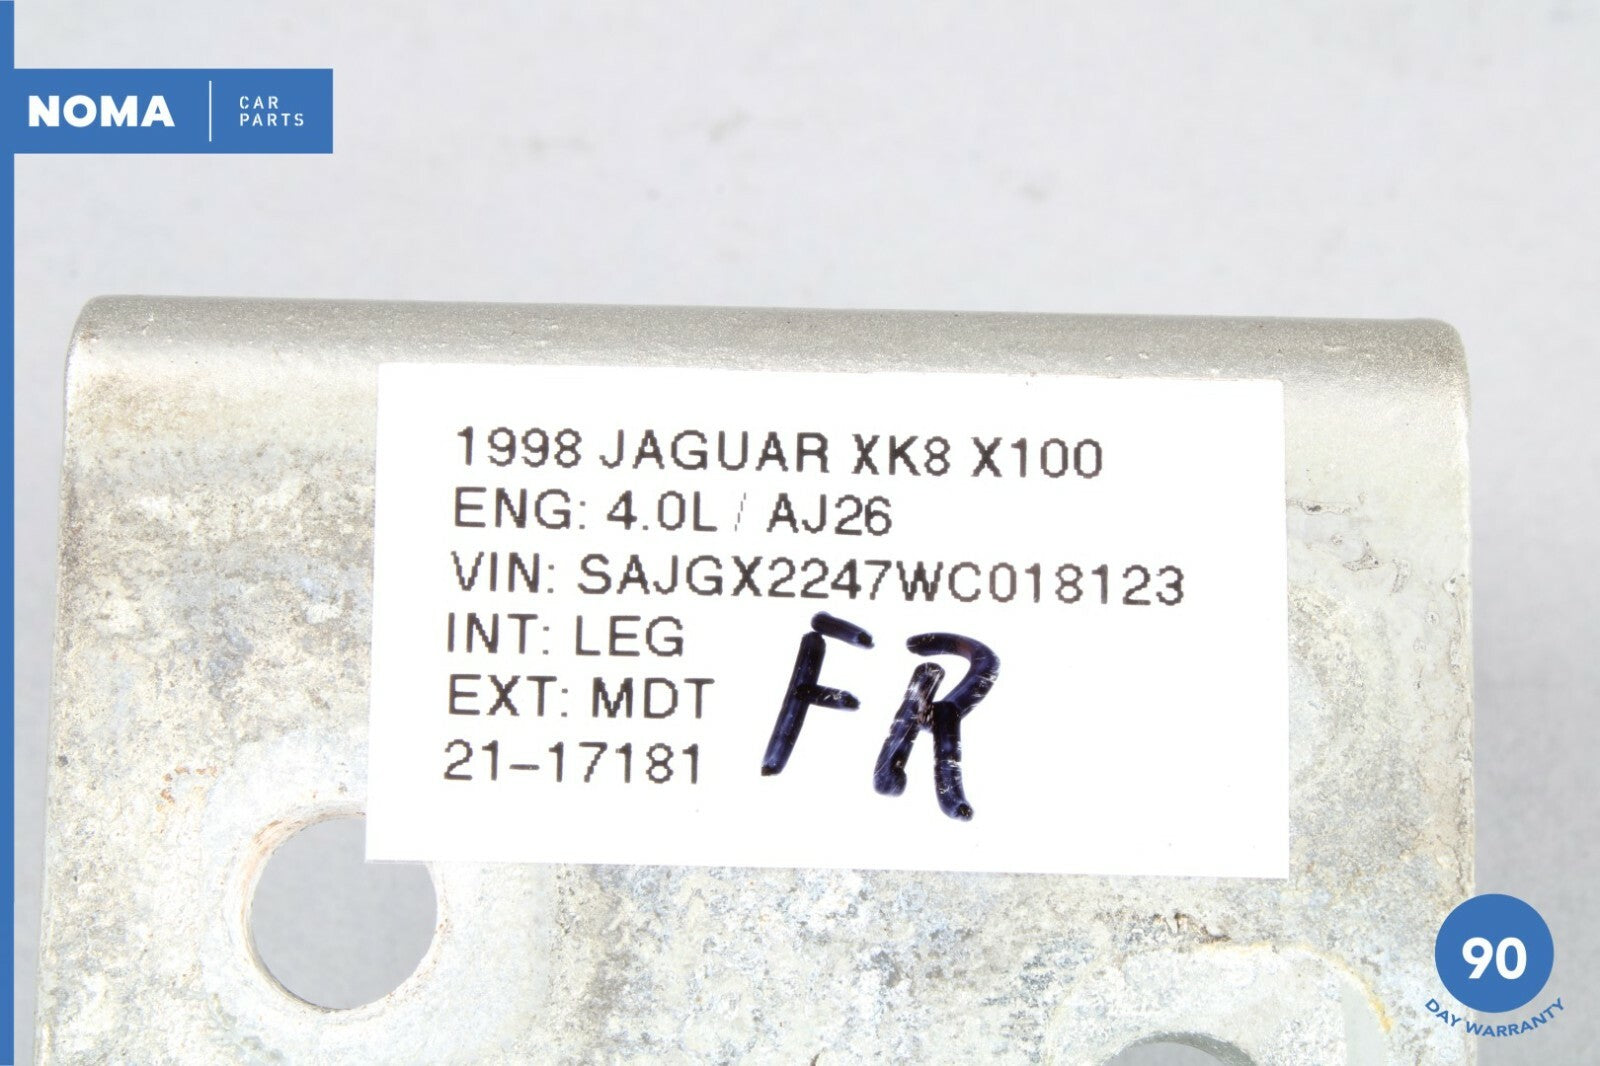 NOMA
CAR
PARTS
1998 JAGUAR XK8 X100
ENG: 4.0L / AJ26
VIN: SAJGX2247WC018123
INT: LEG
EXT: MDT
21-17181
FR
90
DAY WARRANTY